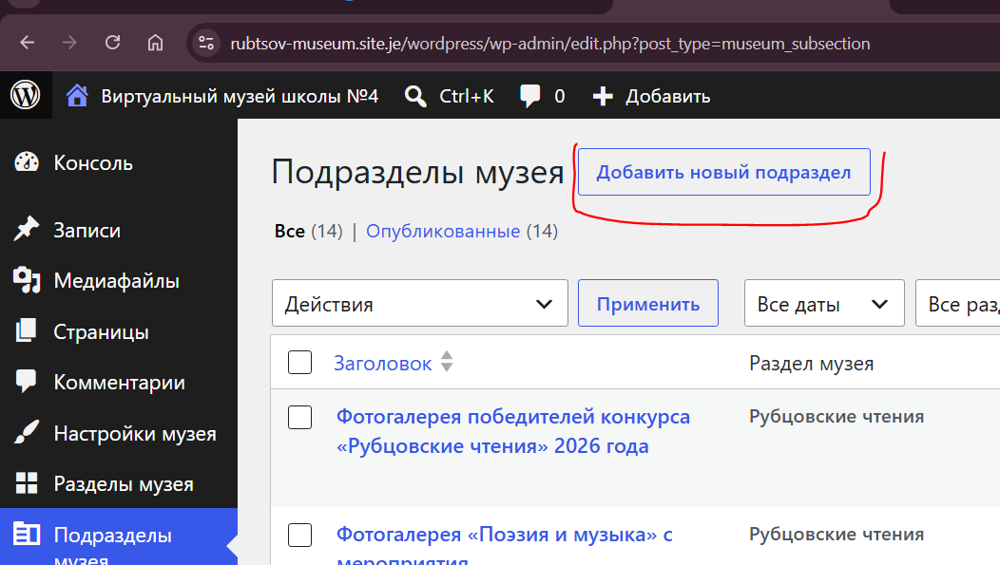 rubtsov-museum.site.je/wordpress/wp-admin/edit.php?post_type=museum_subsection
Виртуальный музей школы №4 Ctrl+K 0 Добавить
Консоль
Записи
Медиафайлы
Страницы
Комментарии
Настройки музея
Разделы музея
Подразделы
музея
Подразделы музея Добавить новый подраздел
Все (14) | Опубликованные (14)
Действия Применить Все даты Все раз
Заголовок Раздел музея
Фотогалерея победителей конкурса Рубцовские чтения
«Рубцовские чтения» 2026 года
Фотогалерея «Поэзия и музыка» с Рубцовские чтения
мероприятия